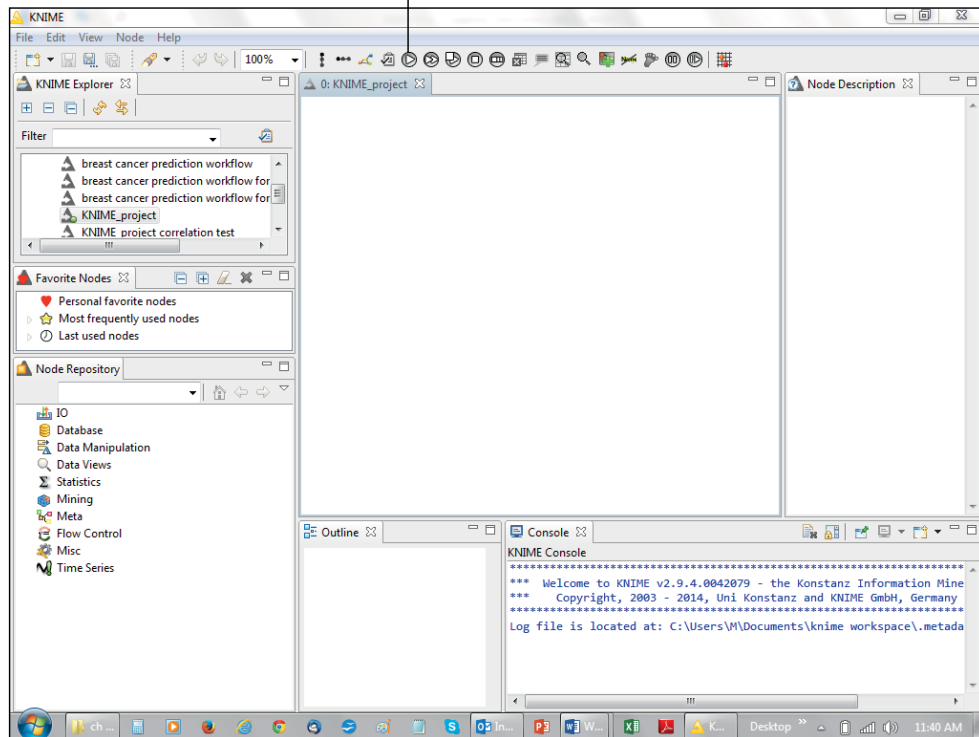 KNIME
File Edit View Node Help
100%
KNIME Explorer
Filter
breast cancer prediction workflow
breast cancer prediction workflow for
breast cancer prediction workflow for
KNIME_project
KNIME project correlation test
Favorite Nodes
Personal favorite nodes
Most frequently used nodes
Last used nodes
Node Repository
IO
Database
Data Manipulation
Data Views
Statistics
Mining
Meta
Flow Control
Misc
Time Series
0: KNIME_project
Node Description
Outline
Console
KNIME Console
***********************************************************************
*** Welcome to KNIME v2.9.4.0042079 - the Konstanz Information Mine
*** Copyright, 2003 - 2014, Uni Konstanz and KNIME GmbH, Germany
***********************************************************************
Log file is located at: C:\Users\M\Documents\knime workspace\.metada
ch ...
In...
W...
K...
Desktop
11:40 AM